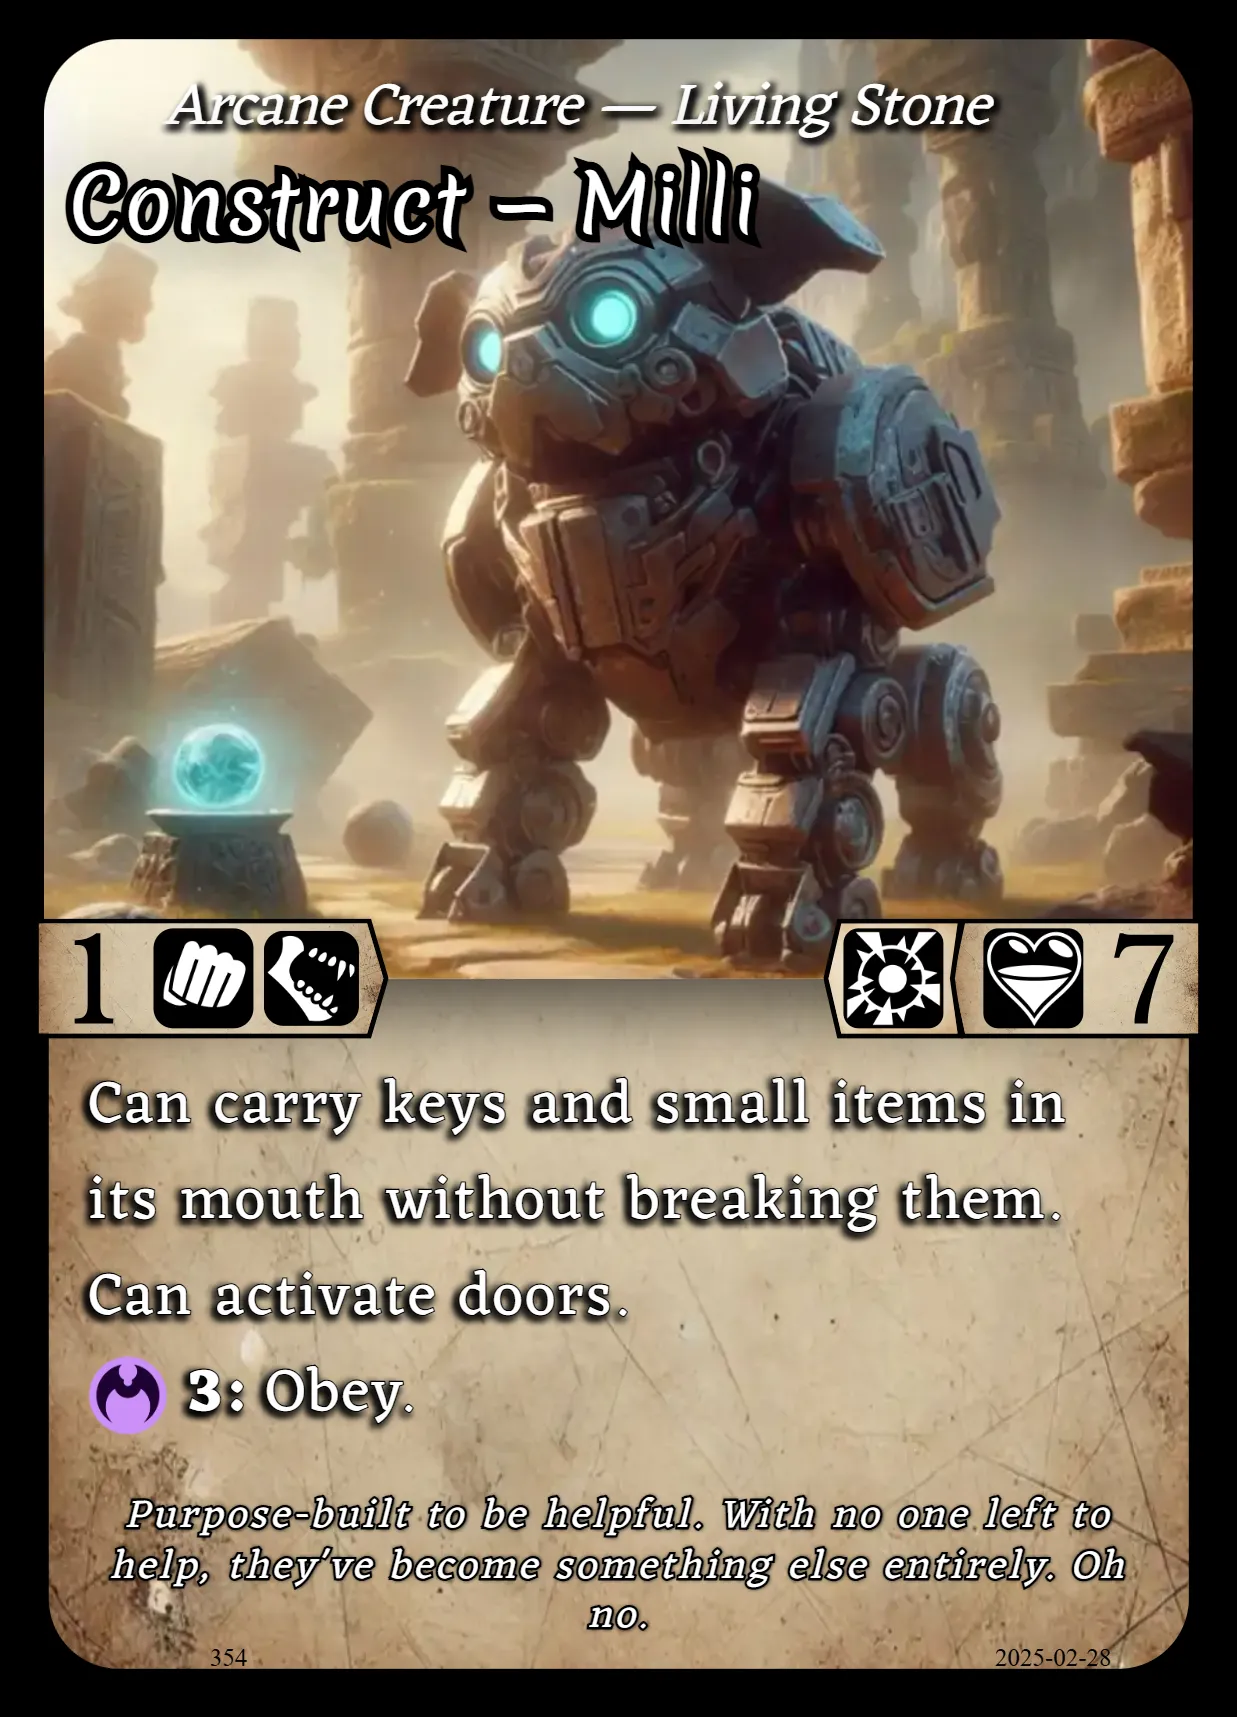 Arcane Creature — Living Stone
Construct – Milli
1
7
Can carry keys and small items in
its mouth without breaking them.
Can activate doors.
3: Obey.
Purpose-built to be helpful. With no one left to
help, they've become something else entirely. Oh
no.
354
2025-02-28